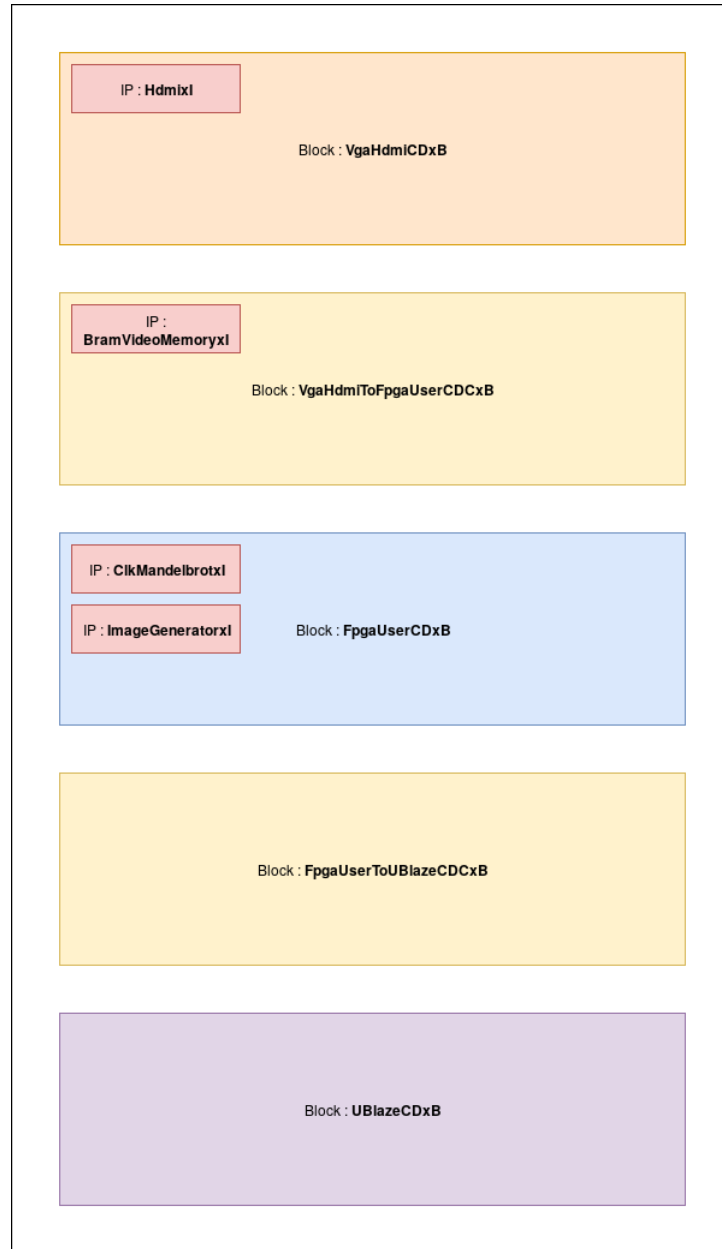 IP : HdmixI
Block : VgaHdmiCDxB
IP :
BramVideoMemoryxI
Block : VgaHdmiToFpgaUserCDCxB
IP : ClkMandelbrotxI
IP : ImageGeneratorxI
Block : FpgaUserCDxB
Block : FpgaUserToUBlazeCDCxB
Block : UBlazeCDxB